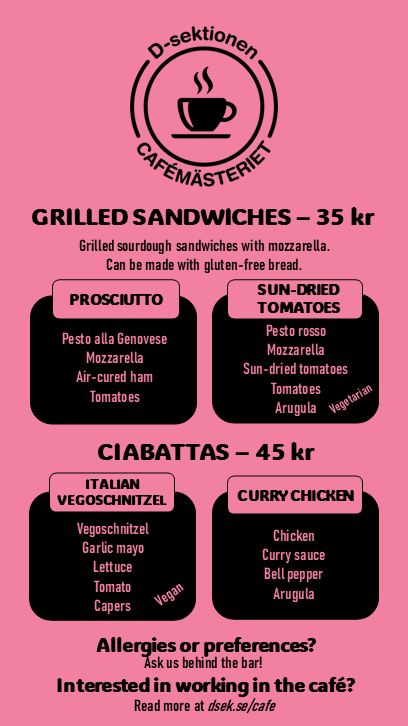 D-sektionen
CAFÉMÄSTERIET
GRILLED SANDWICHES – 35 kr
Grilled sourdough sandwiches with mozzarella.
Can be made with gluten-free bread.
PROSCIUTTO
Pesto alla Genovese
Mozzarella
Air-cured ham
Tomatoes
SUN-DRIED
TOMATOES
Pesto rosso
Mozzarella
Sun-dried tomatoes
Tomatoes
Arugula
Vegetarian
CIABATTAS – 45 kr
ITALIAN
VEGOSCHNITZEL
Vegoschnitzel
Garlic mayo
Lettuce
Tomato
Capers
Vegan
CURRY CHICKEN
Chicken
Curry sauce
Bell pepper
Arugula
Allergies or preferences?
Ask us behind the bar!
Interested in working in the café?
Read more at dsek.se/cafe